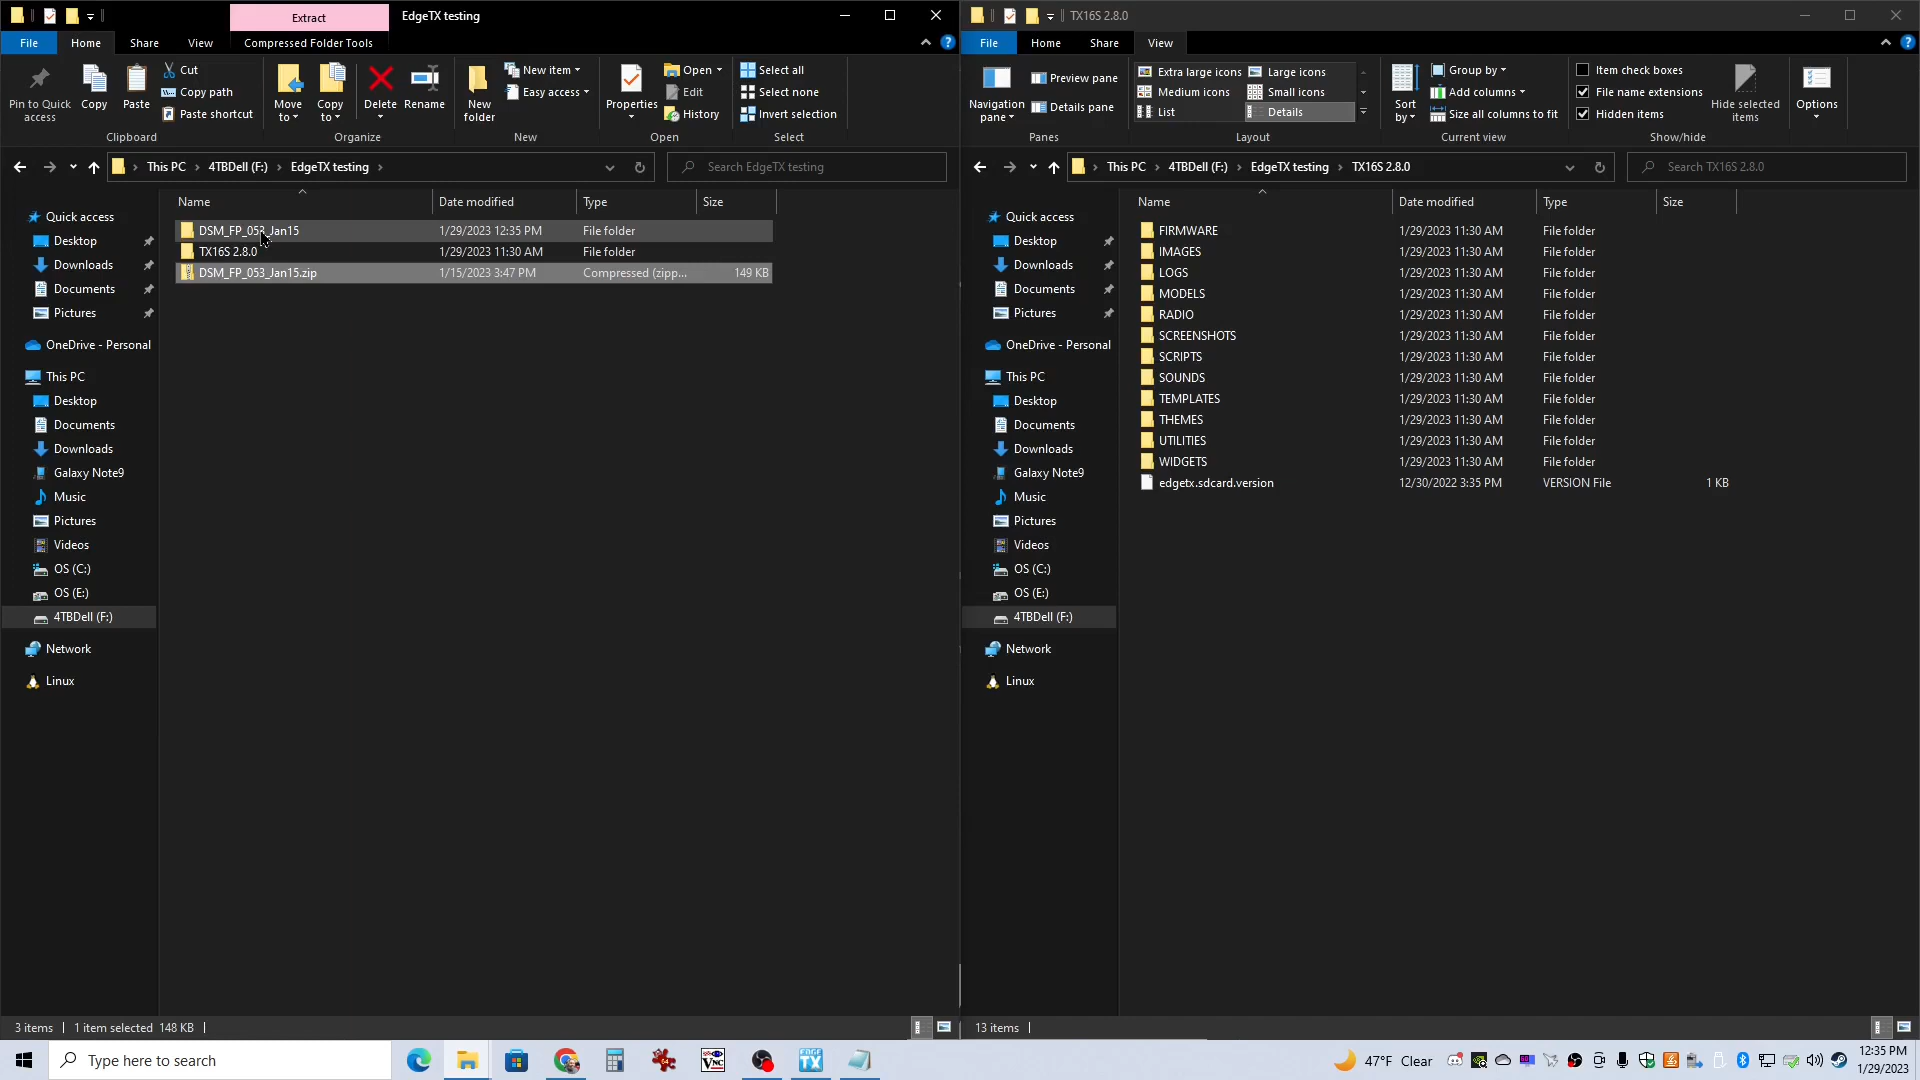 Extract
EdgeTX testing
File
Home
Share
View
Compressed Folder Tools
Pin to Quick access
Copy
Paste
Cut
Copy path
Paste shortcut
Clipboard
Move to
Copy to
Delete
Rename
Organize
New folder
New item
Easy access
New
Properties
Open
Edit
History
Open
Select all
Select none
Invert selection
Select
This PC
4TBDell (F:)
EdgeTX testing
Search EdgeTX testing
Name
Date modified
Type
Size
DSM_FP_053_Jan15 1/29/2023 12:35 PM File folder
TX16S 2.8.0 1/29/2023 11:30 AM File folder
DSM_FP_053_Jan15.zip 1/15/2023 3:47 PM Compressed (zipp... 149 KB
Quick access
Desktop
Downloads
Documents
Pictures
OneDrive - Personal
This PC
Desktop
Documents
Downloads
Galaxy Note9
Music
Pictures
Videos
OS (C:)
OS (E:)
4TBDell (F:)
Network
Linux
3 items
1 item selected 148 KB
TX16S 2.8.0
File
Home
Share
View
Navigation pane
Preview pane
Details pane
Panes
Extra large icons
Large icons
Medium icons
Small icons
List
Details
Layout
Sort by
Group by
Add columns
Size all columns to fit
Current view
Item check boxes
File name extensions
Hidden items
Hide selected items
Show/hide
Options
This PC
4TBDell (F:)
EdgeTX testing
TX16S 2.8.0
Search TX16S 2.8.0
Name
Date modified
Type
Size
FIRMWARE 1/29/2023 11:30 AM File folder
IMAGES 1/29/2023 11:30 AM File folder
LOGS 1/29/2023 11:30 AM File folder
MODELS 1/29/2023 11:30 AM File folder
RADIO 1/29/2023 11:30 AM File folder
SCREENSHOTS 1/29/2023 11:30 AM File folder
SCRIPTS 1/29/2023 11:30 AM File folder
SOUNDS 1/29/2023 11:30 AM File folder
TEMPLATES 1/29/2023 11:30 AM File folder
THEMES 1/29/2023 11:30 AM File folder
UTILITIES 1/29/2023 11:30 AM File folder
WIDGETS 1/29/2023 11:30 AM File folder
edgetx.sdcard.version 12/30/2022 3:35 PM VERSION File 1 KB
Quick access
Desktop
Downloads
Documents
Pictures
OneDrive - Personal
This PC
Desktop
Documents
Downloads
Galaxy Note9
Music
Pictures
Videos
OS (C:)
OS (E:)
4TBDell (F:)
Network
Linux
13 items
Type here to search
EDGE
TX
47°F Clear
12:35 PM
1/29/2023